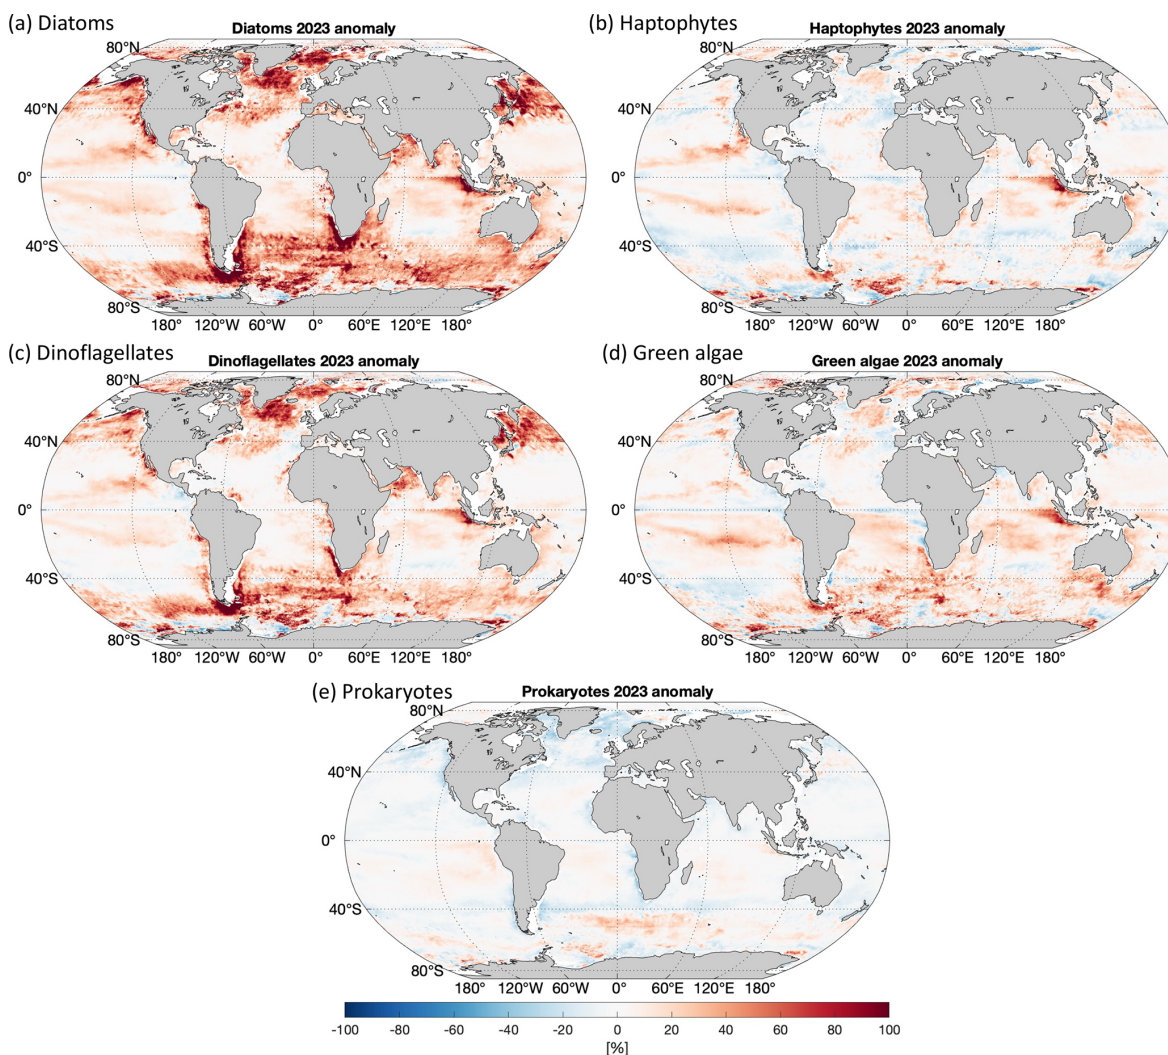 (a) Diatoms
Diatoms 2023 anomaly
80°N
40°N
0°
40°S
80°S
180° 120°W 60°W 0° 60°E 120°E 180°
(b) Haptophytes
Haptophytes 2023 anomaly
80°N
40°N
0°
40°S
80°S
180° 120°W 60°W 0° 60°E 120°E 180°
(c) Dinoflagellates
Dinoflagellates 2023 anomaly
80°N
40°N
0°
40°S
80°S
180° 120°W 60°W 0° 60°E 120°E 180°
(d) Green algae
Green algae 2023 anomaly
80°N
40°N
0°
40°S
80°S
180° 120°W 60°W 0° 60°E 120°E 180°
(e) Prokaryotes
Prokaryotes 2023 anomaly
80°N
40°N
0°
40°S
80°S
180° 120°W 60°W 0° 60°E 120°E 180°
-100 -80 -60 -40 -20 0 20 40 60 80 100
[%]